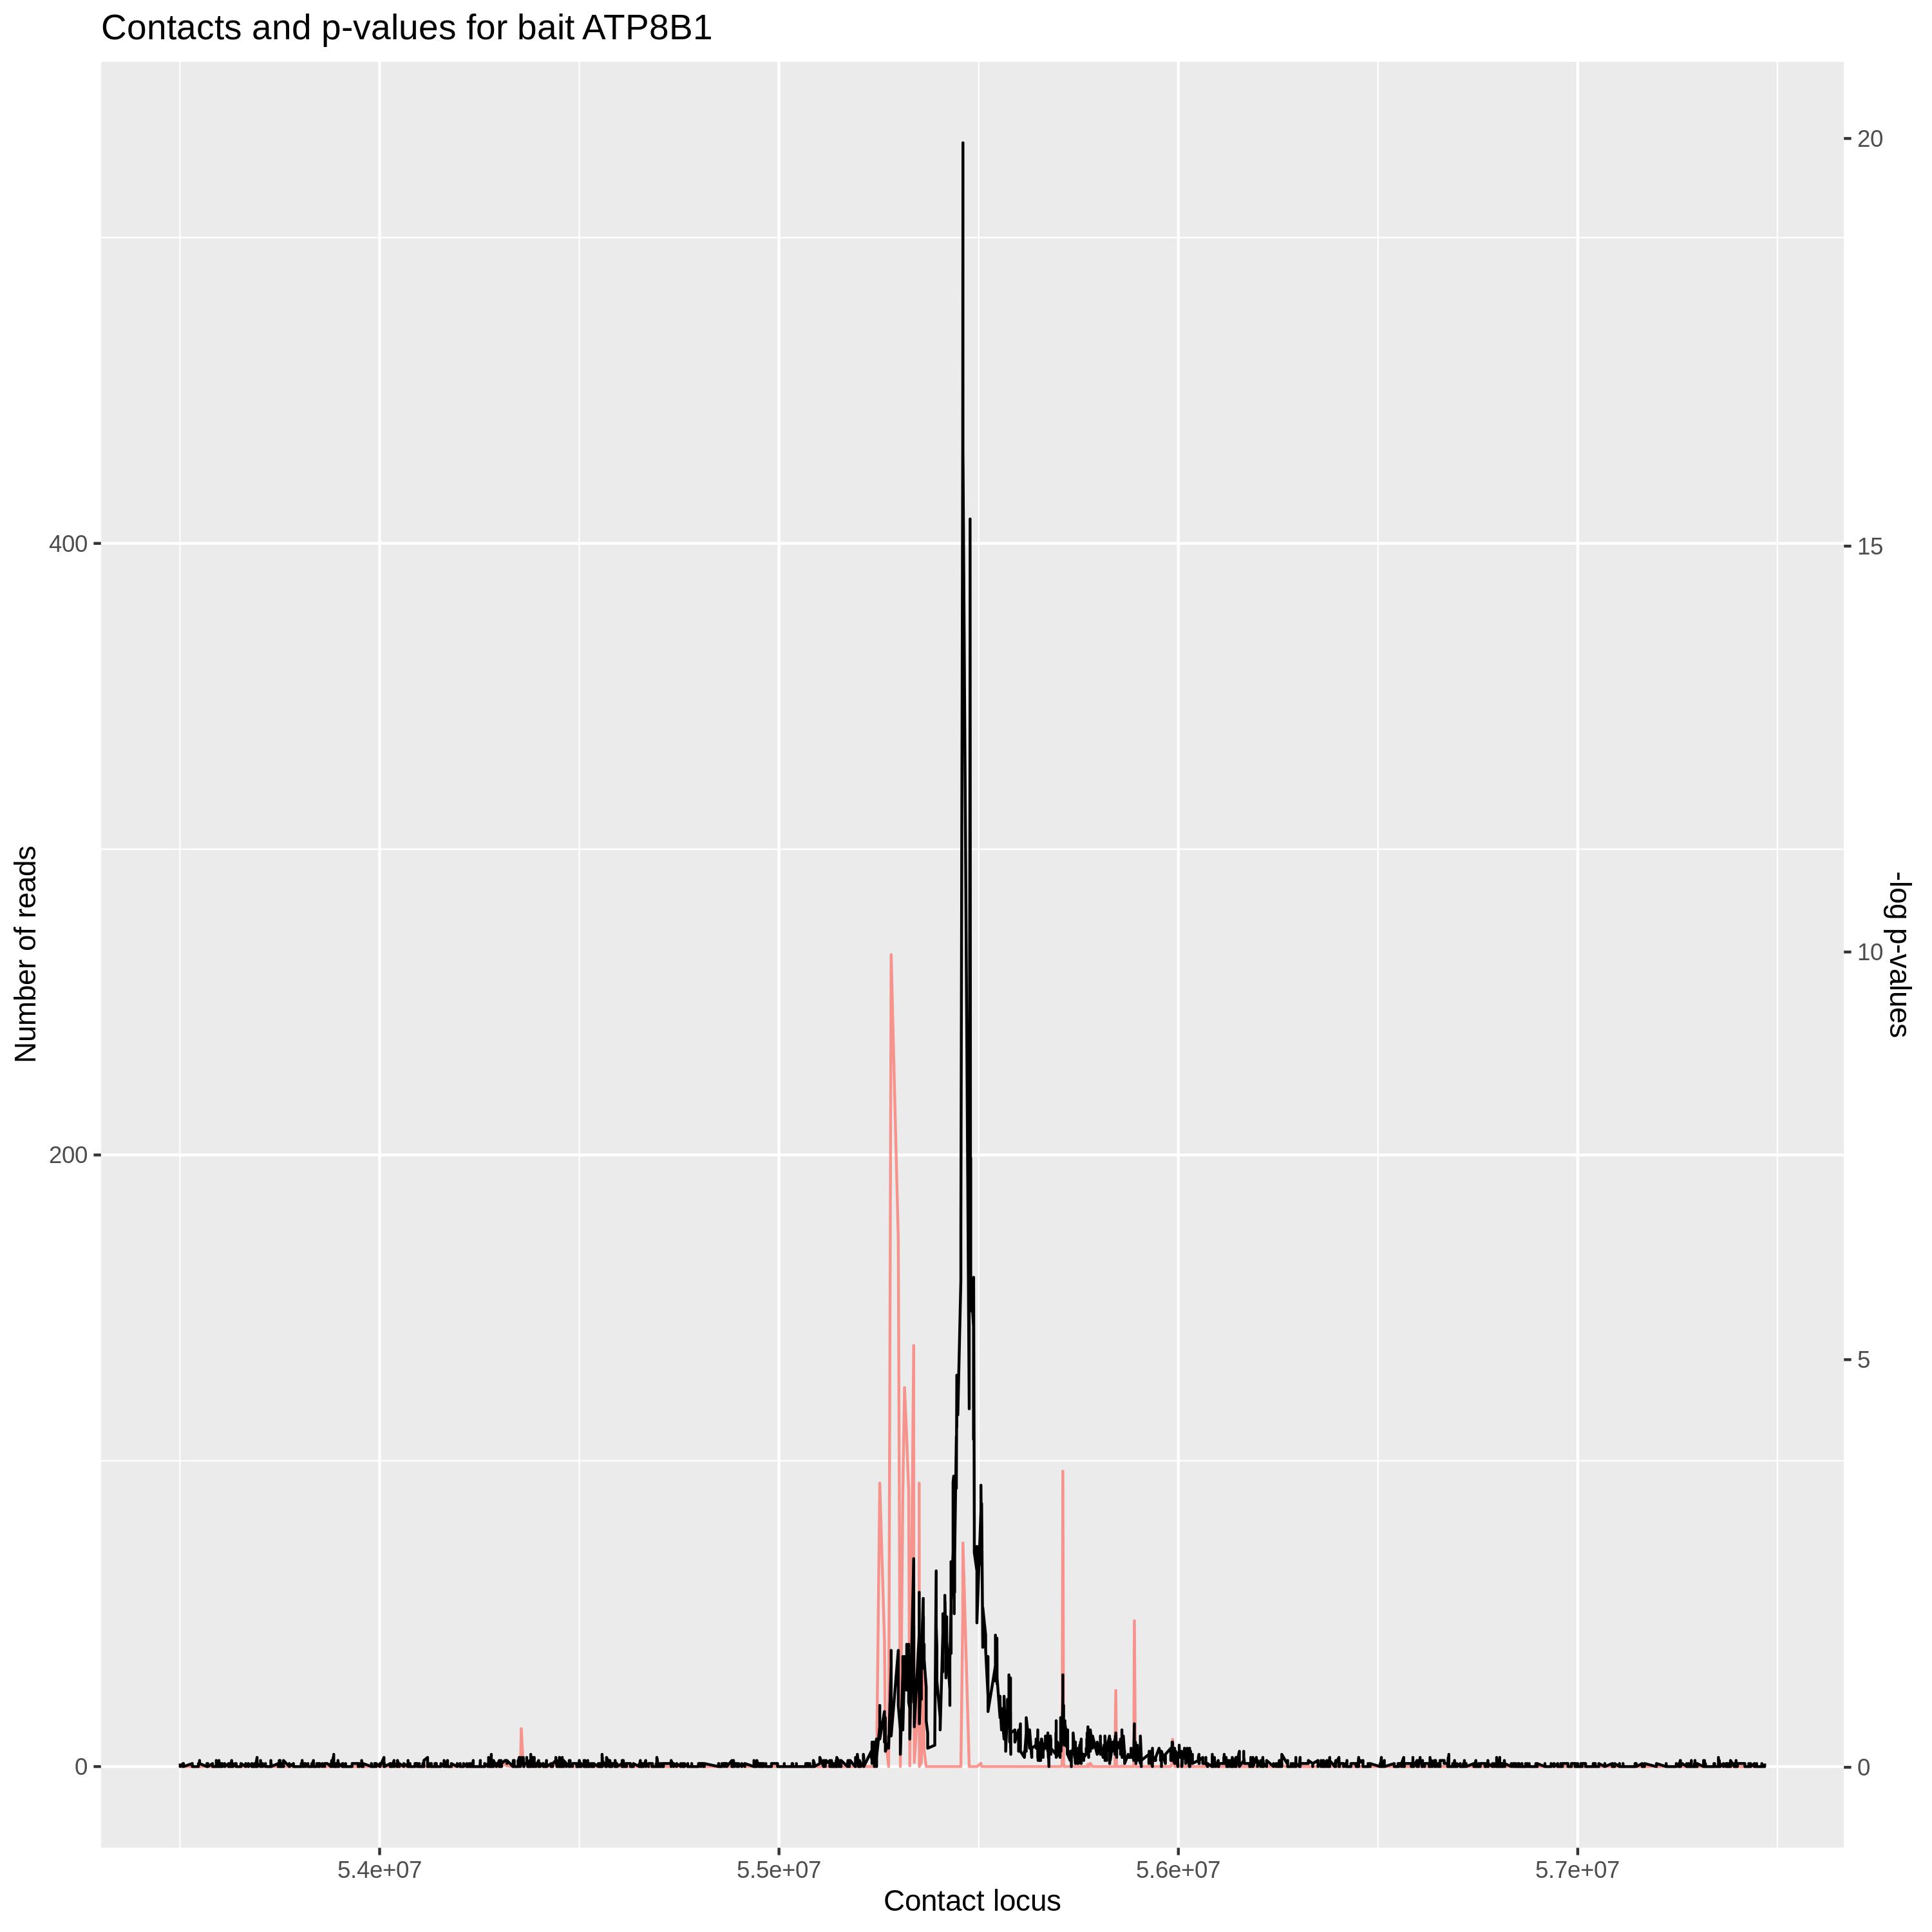 Contacts and p-values for bait ATP8B1
20
400
15
Number of reads
-log p-values
10
200
5
0
0
5.4e+07
5.5e+07
5.6e+07
5.7e+07
Contact locus